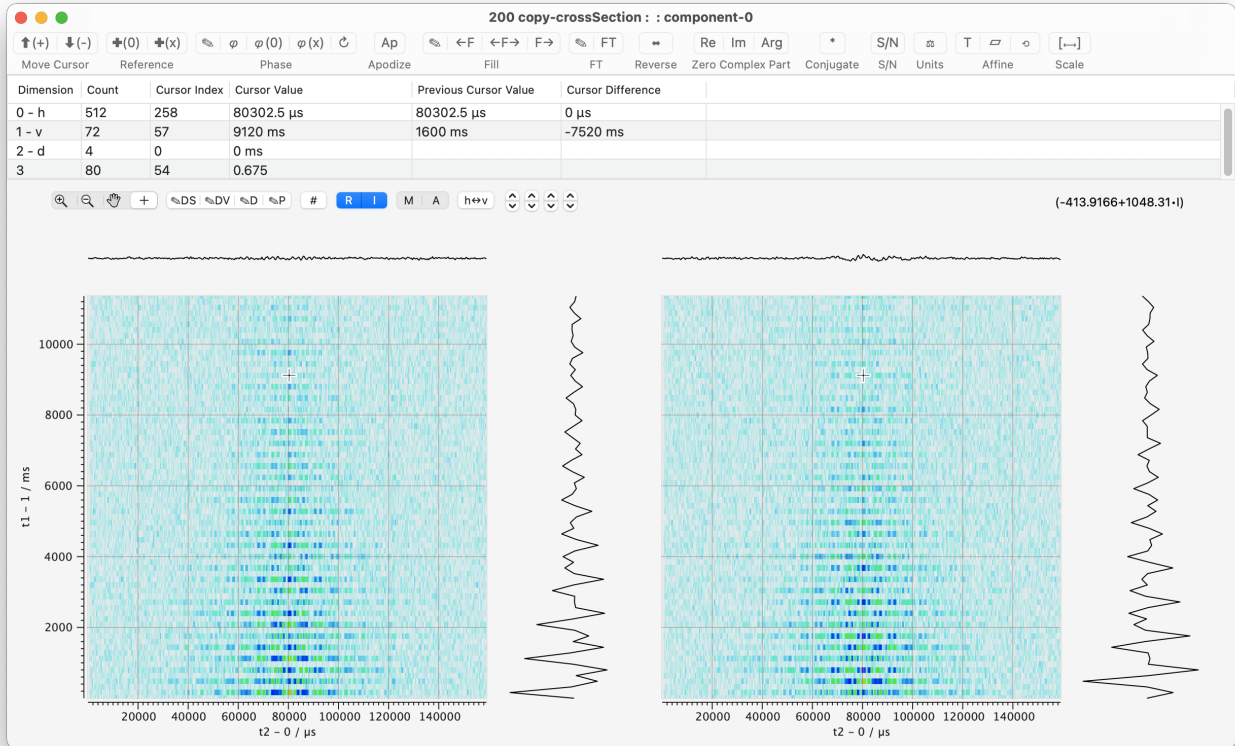 200 copy-crossSection : : component-0
⬆(+) ⬇(-) ✚(0) ✚(x) ✎ φ φ(0) φ(x) ↻ Ap ✎ ←F ←F→ F→ ✎ FT ⬌ Re Im Arg * S/N ⚖ T ▱ ⟲ [↔]
Move Cursor Reference Phase Apodize Fill FT Reverse Zero Complex Part Conjugate S/N Units Affine Scale
Dimension Count Cursor Index Cursor Value Previous Cursor Value Cursor Difference
0 - h 512 258 80302.5 µs 80302.5 µs 0 µs
1 - v 72 57 9120 ms 1600 ms -7520 ms
2 - d 4 0 0 ms
3 80 54 0.675
+ ✎DS ✎DV ✎D ✎P # R I M A h⇔v (-413.9166+1048.31•I)
10000
8000
6000
4000
2000
t1 - 1 / ms
20000 40000 60000 80000 100000 120000 140000
t2 - 0 / µs
20000 40000 60000 80000 100000 120000 140000
t2 - 0 / µs